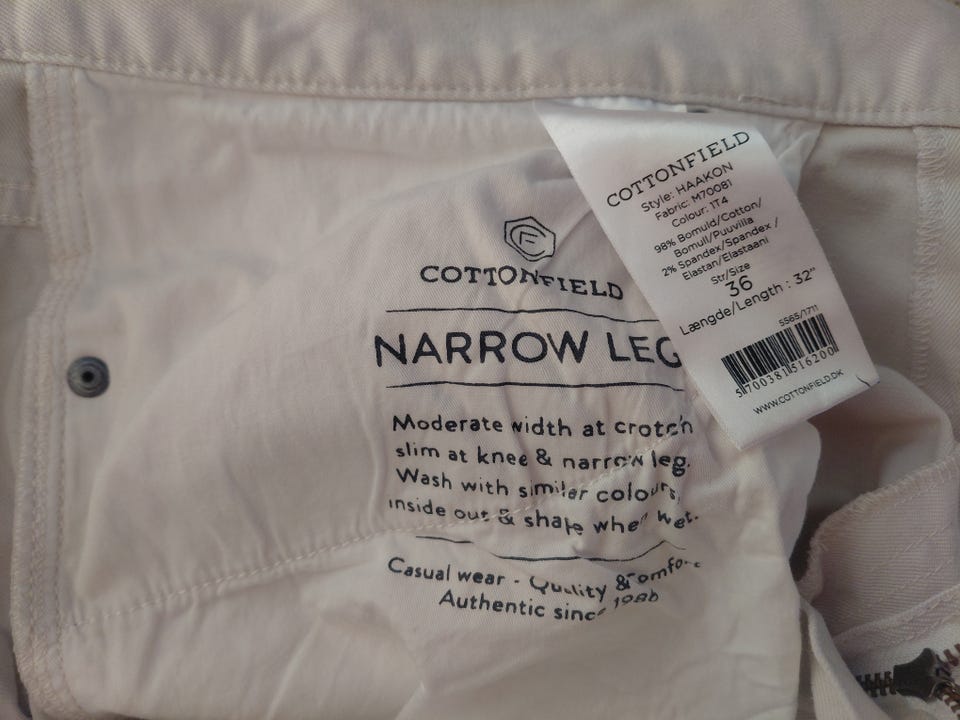 CF
COTTONFIELD
NARROW LEG
Moderate width at crotch
slim at knee & narrow leg.
Wash with similar colours,
inside out & shape when wet.
Casual wear - Quality & Comfort
Authentic since 1986
COTTONFIELD
Style: HAAKON
Fabric: M70081
Colour: 1T4
98% Bomuld/Cotton/
Bomull/Puuvilla
2% Spandex/Spandex /
Elastan/Elastaani
Str/Size
36
Længde/Length : 32"
5565/1711
5700381516200
WWW.COTTONFIELD.DK